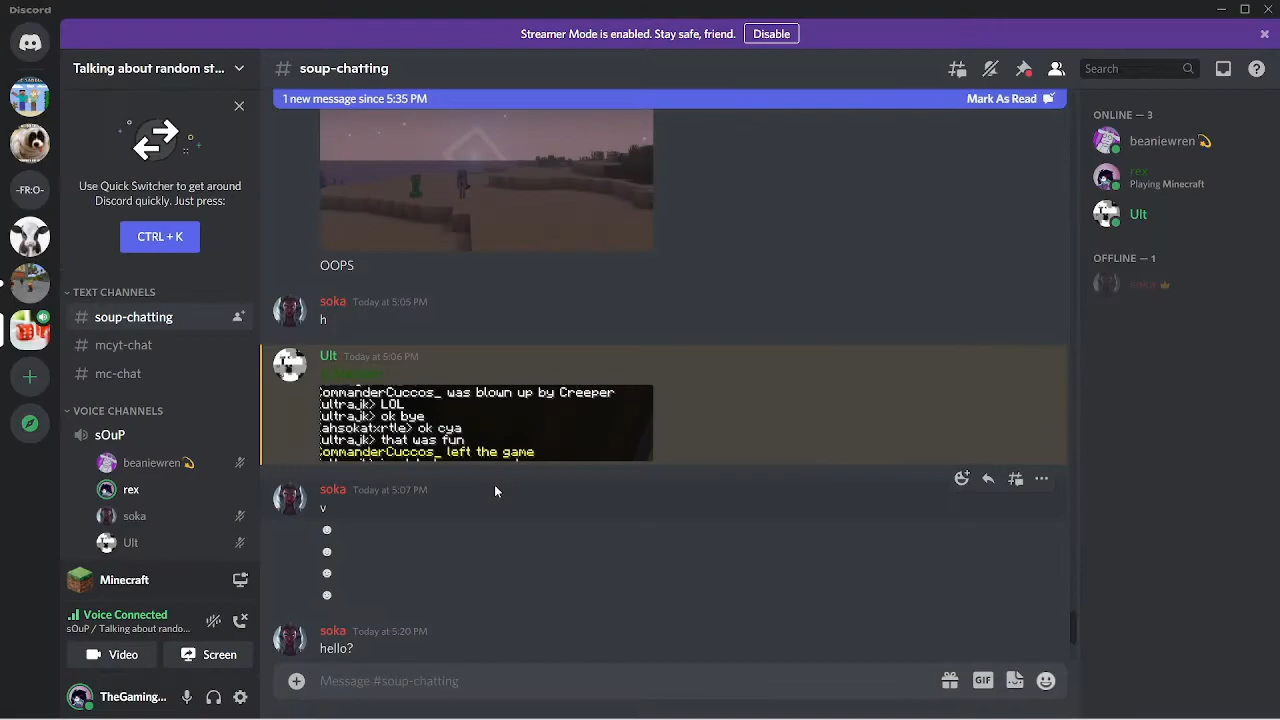 Discord
Streamer Mode is enabled. Stay safe, friend.
Disable
Talking about random st...
soup-chatting
Search
1 new message since 5:35 PM
Mark As Read
Use Quick Switcher to get around
Discord quickly. Just press:
CTRL + K
-FR:O-
TEXT CHANNELS
soup-chatting
mcyt-chat
mc-chat
VOICE CHANNELS
sOuP
beaniewren
rex
soka
Ult
Minecraft
Voice Connected
sOuP / Talking about rando...
Video
Screen
TheGaming...
OOPS
soka Today at 5:05 PM
h
Ult Today at 5:06 PM
ommanderCuccos_ was blown up by Creeper
ultrajk> LOL
ultrajk> ok bye
ahsokatxrtle> ok cya
ultrajk> that was fun
ommanderCuccos_ left the game
soka Today at 5:07 PM
v
soka Today at 5:20 PM
hello?
Message #soup-chatting
GIF
ONLINE — 3
beaniewren
rex
Playing Minecraft
Ult
OFFLINE — 1
soka